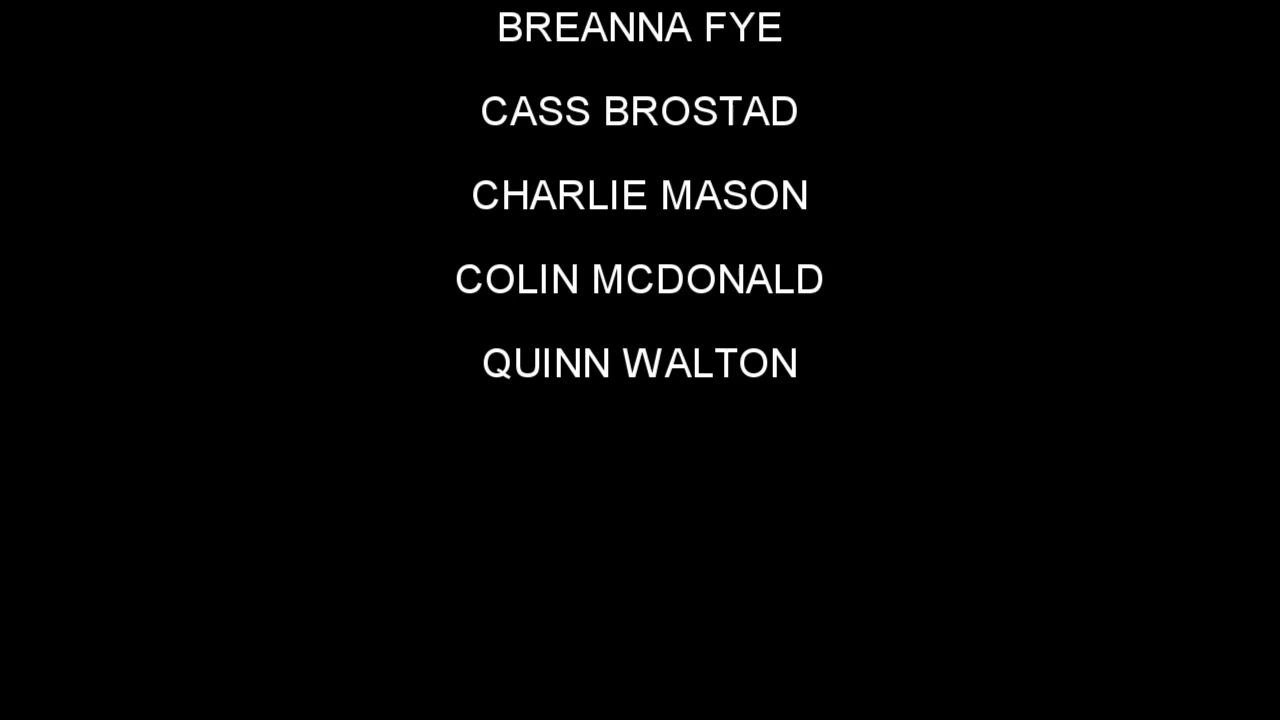 BREANNA FYE
CASS BROSTAD
CHARLIE MASON
COLIN MCDONALD
QUINN WALTON